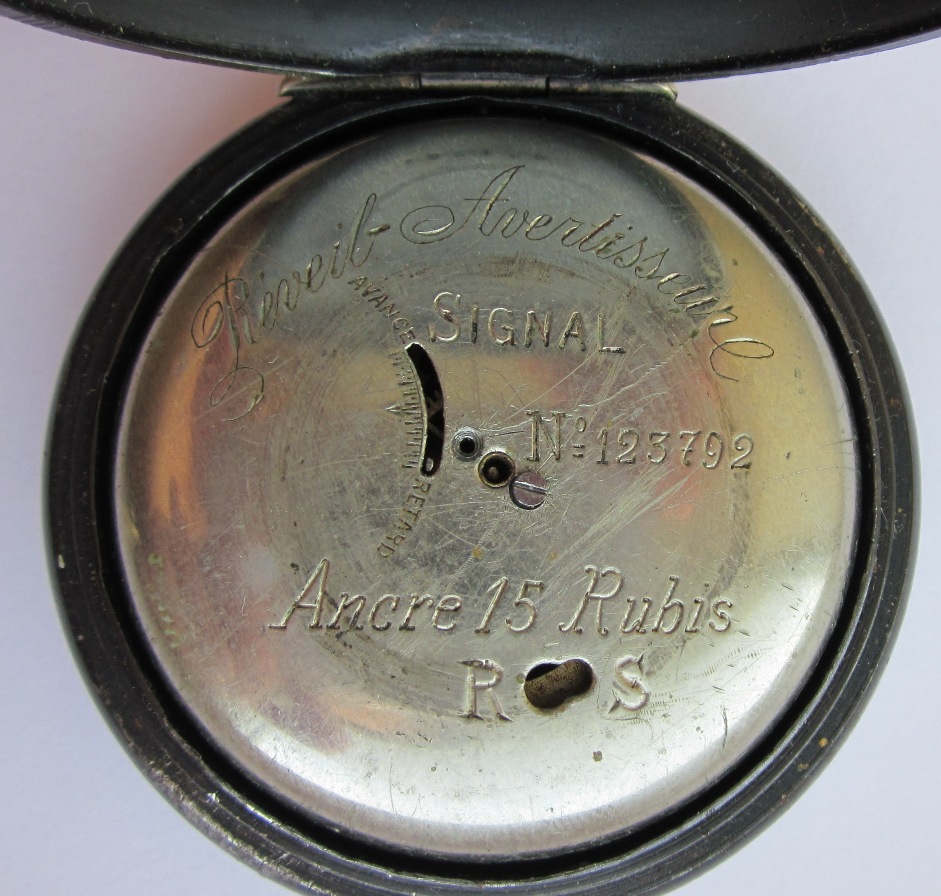 Réveil-Avertisseur
AVANCE
SIGNAL
Nº 123792
RETARD
Ancre 15 Rubis
R S